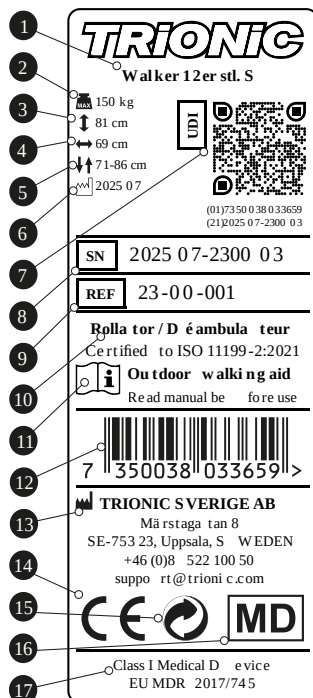 1
2
3
4
5
6
7
8
9
10
11
12
13
14
15
16
17
TRiONiC
Walker 12er stl. S
MAX 150 kg
81 cm
69 cm
71-86 cm
2025 07
UDI
(01)7350038033659
(21)202507-2300 03
SN 2025 07-2300 03
REF 23-00-001
Rollator/Déambulateur
Certified to ISO 11199-2:2021
i Outdoor walking aid
Read manual before use
7 350038 033659 >
TRIONIC SVERIGE AB
Märstagatan 8
SE-753 23, Uppsala, SWEDEN
+46 (0)8 522 100 50
support@trionic.com
CE MD
Class I Medical Device
EU MDR 2017/745